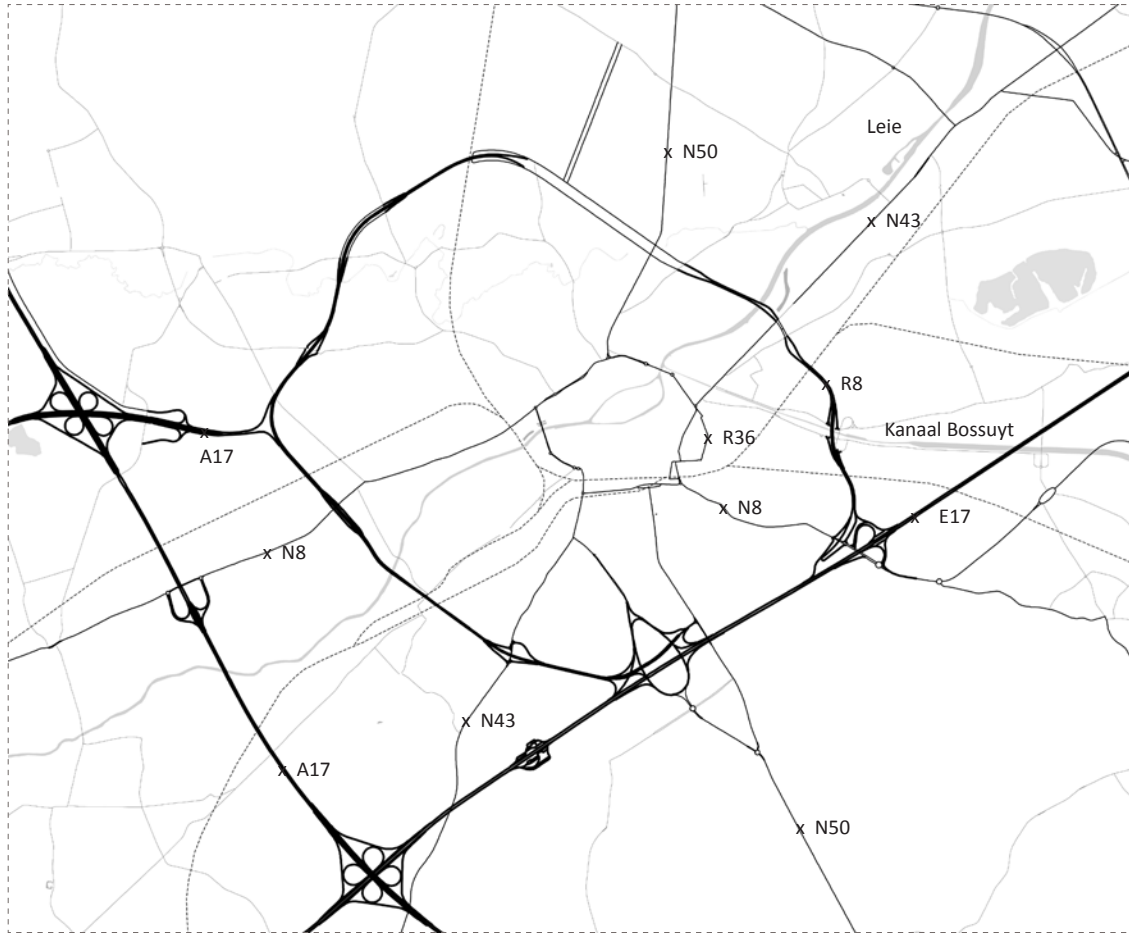 Leie
x N50
x N43
x R8
Kanaal Bossuyt
x R36
x
A17
x N8
x E17
x N8
x N43
x A17
x N50